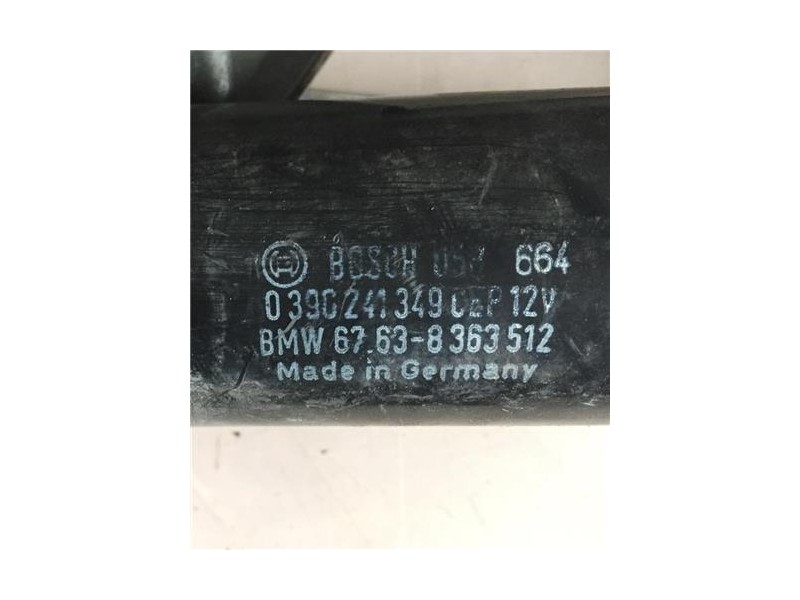 BOSCH 664
0 390 241 349 CEP 12V
BMW 67.63-8 363 512
Made in Germany